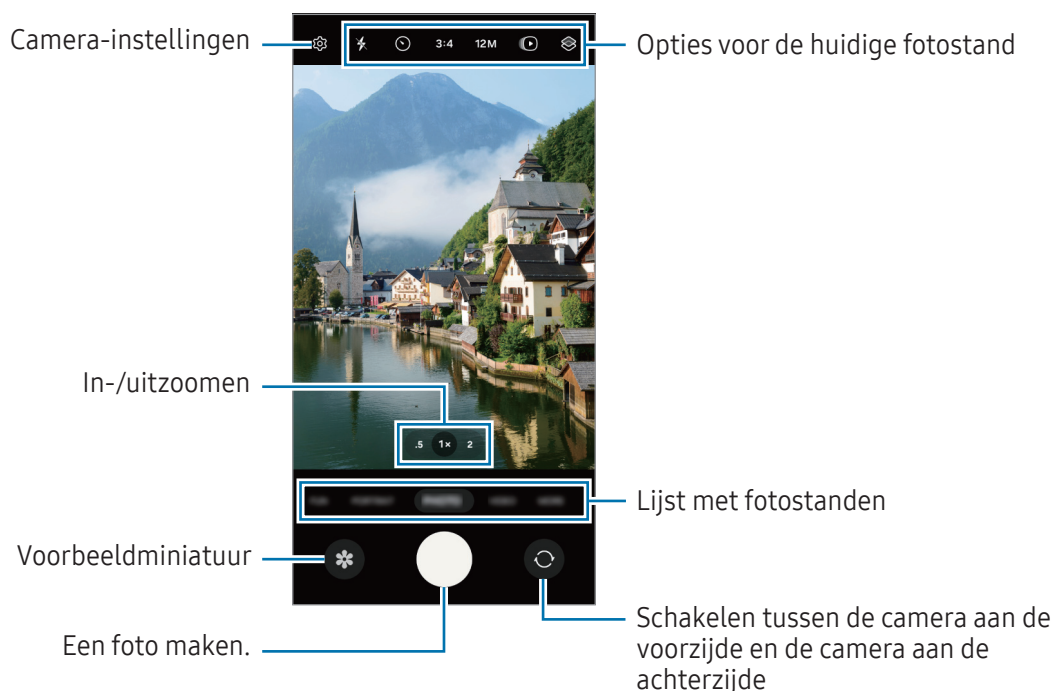 Camera-instellingen
3:4 12M
Opties voor de huidige fotostand
In-/uitzoomen
.5 1× 2
PHOTO
Lijst met fotostanden
Voorbeeldminiatuur
Een foto maken.
Schakelen tussen de camera aan de
voorzijde en de camera aan de
achterzijde